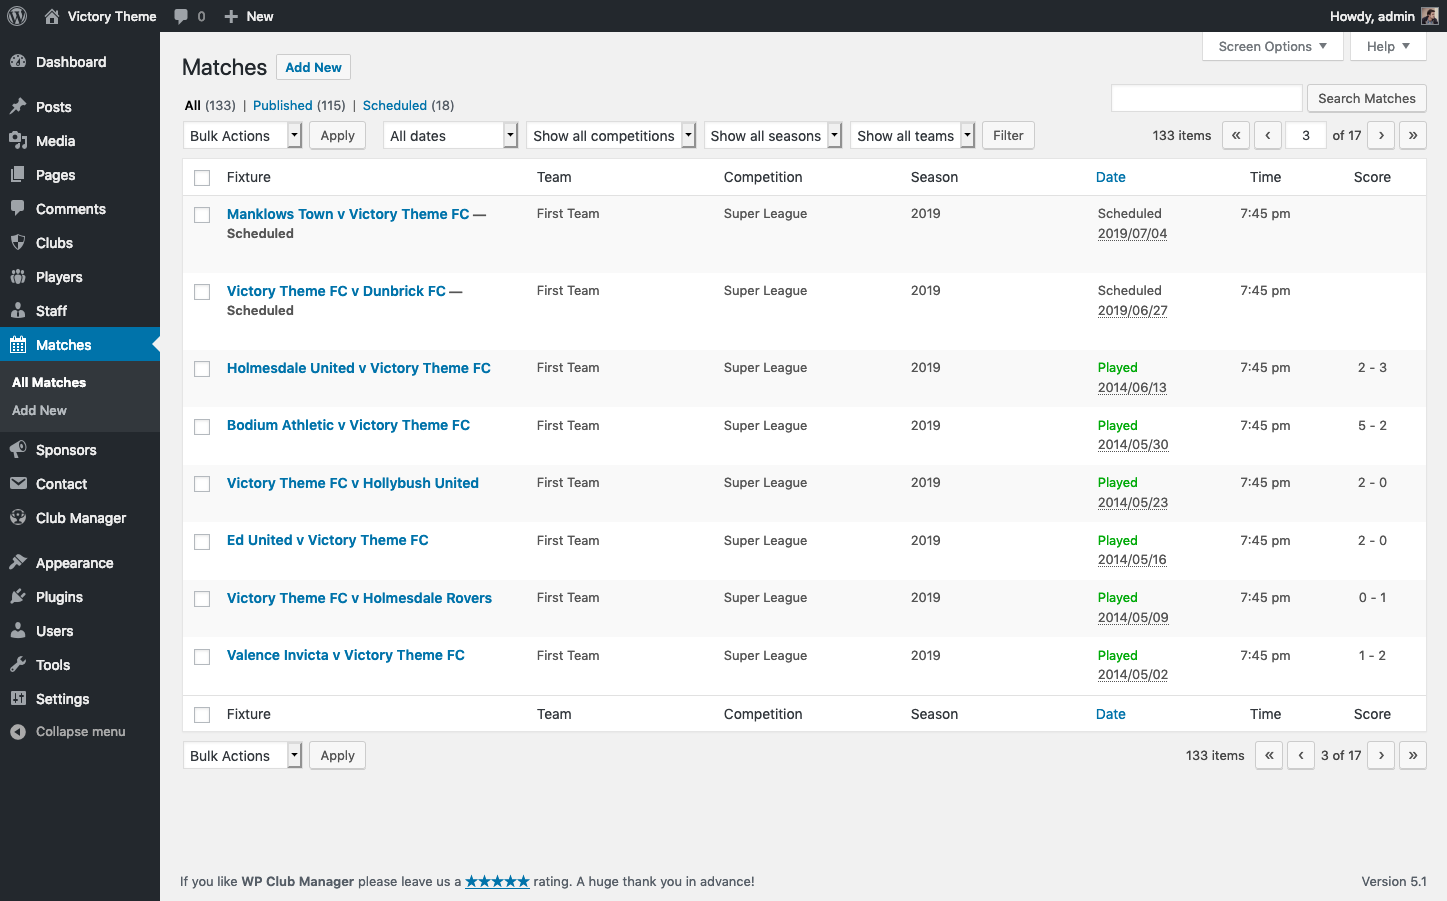 Victory Theme 0 + New Howdy, admin
Screen Options Help
Dashboard
Posts
Media
Pages
Comments
Clubs
Players
Staff
Matches
All Matches
Add New
Sponsors
Contact
Club Manager
Appearance
Plugins
Users
Tools
Settings
Collapse menu
Matches Add New
All (133) | Published (115) | Scheduled (18)
Search Matches
Bulk Actions Apply All dates Show all competitions Show all seasons Show all teams Filter 133 items « ‹ 3 of 17 › »
Fixture Team Competition Season Date Time Score
Manklows Town v Victory Theme FC — First Team Super League 2019 Scheduled 7:45 pm
Scheduled 2019/07/04
Victory Theme FC v Dunbrick FC — First Team Super League 2019 Scheduled 7:45 pm
Scheduled 2019/06/27
Holmesdale United v Victory Theme FC First Team Super League 2019 Played 7:45 pm 2 - 3
2014/06/13
Bodium Athletic v Victory Theme FC First Team Super League 2019 Played 7:45 pm 5 - 2
2014/05/30
Victory Theme FC v Hollybush United First Team Super League 2019 Played 7:45 pm 2 - 0
2014/05/23
Ed United v Victory Theme FC First Team Super League 2019 Played 7:45 pm 2 - 0
2014/05/16
Victory Theme FC v Holmesdale Rovers First Team Super League 2019 Played 7:45 pm 0 - 1
2014/05/09
Valence Invicta v Victory Theme FC First Team Super League 2019 Played 7:45 pm 1 - 2
2014/05/02
Fixture Team Competition Season Date Time Score
Bulk Actions Apply 133 items « ‹ 3 of 17 › »
If you like WP Club Manager please leave us a ★★★★★ rating. A huge thank you in advance! Version 5.1